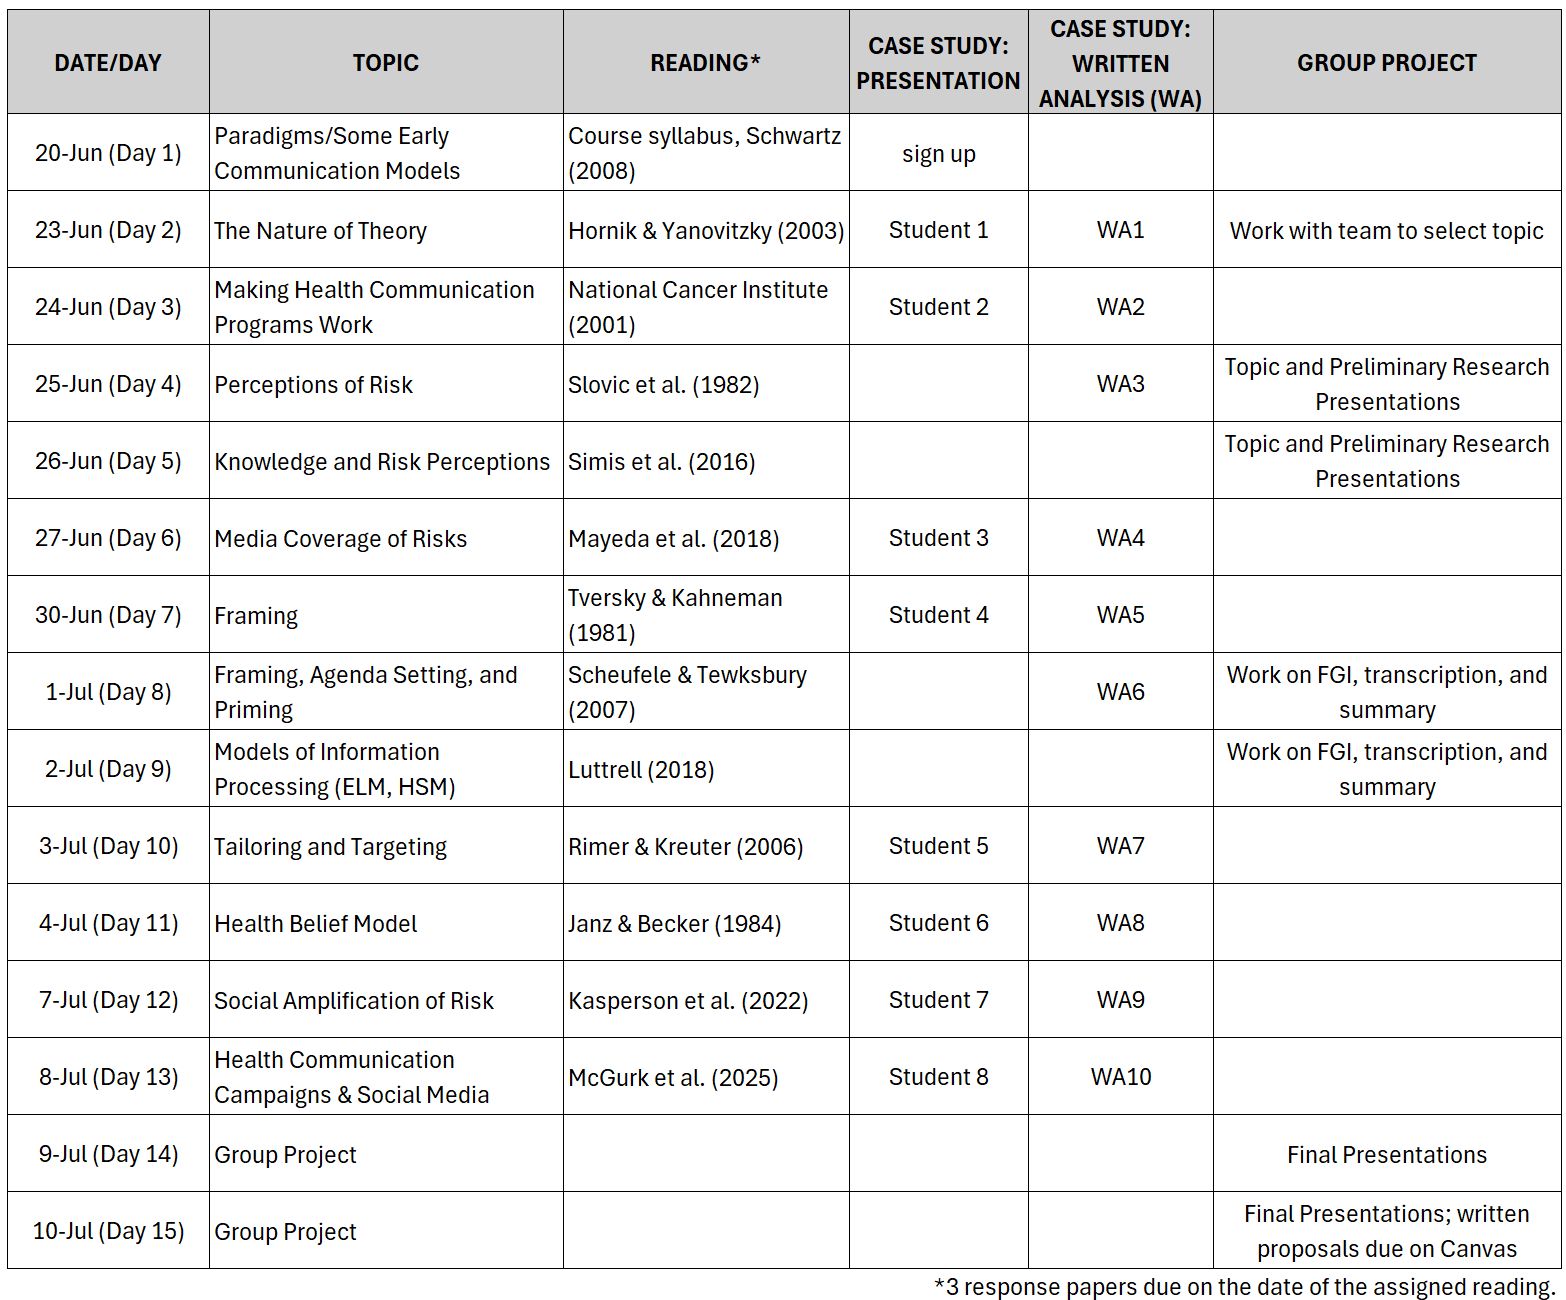 DATE/DAY
TOPIC
READING*
CASE STUDY:
PRESENTATION
CASE STUDY:
WRITTEN
ANALYSIS (WA)
GROUP PROJECT
20-Jun (Day 1)
Paradigms/Some Early
Communication Models
Course syllabus, Schwartz
(2008)
sign up
23-Jun (Day 2)
The Nature of Theory
Hornik & Yanovitzky (2003)
Student 1
WA1
Work with team to select topic
24-Jun (Day 3)
Making Health Communication
Programs Work
National Cancer Institute
(2001)
Student 2
WA2
25-Jun (Day 4)
Perceptions of Risk
Slovic et al. (1982)
WA3
Topic and Preliminary Research
Presentations
26-Jun (Day 5)
Knowledge and Risk Perceptions
Simis et al. (2016)
Topic and Preliminary Research
Presentations
27-Jun (Day 6)
Media Coverage of Risks
Mayeda et al. (2018)
Student 3
WA4
30-Jun (Day 7)
Framing
Tversky & Kahneman
(1981)
Student 4
WA5
1-Jul (Day 8)
Framing, Agenda Setting, and
Priming
Scheufele & Tewksbury
(2007)
WA6
Work on FGI, transcription, and
summary
2-Jul (Day 9)
Models of Information
Processing (ELM, HSM)
Luttrell (2018)
Work on FGI, transcription, and
summary
3-Jul (Day 10)
Tailoring and Targeting
Rimer & Kreuter (2006)
Student 5
WA7
4-Jul (Day 11)
Health Belief Model
Janz & Becker (1984)
Student 6
WA8
7-Jul (Day 12)
Social Amplification of Risk
Kasperson et al. (2022)
Student 7
WA9
8-Jul (Day 13)
Health Communication
Campaigns & Social Media
McGurk et al. (2025)
Student 8
WA10
9-Jul (Day 14)
Group Project
Final Presentations
10-Jul (Day 15)
Group Project
Final Presentations; written
proposals due on Canvas
*3 response papers due on the date of the assigned reading.